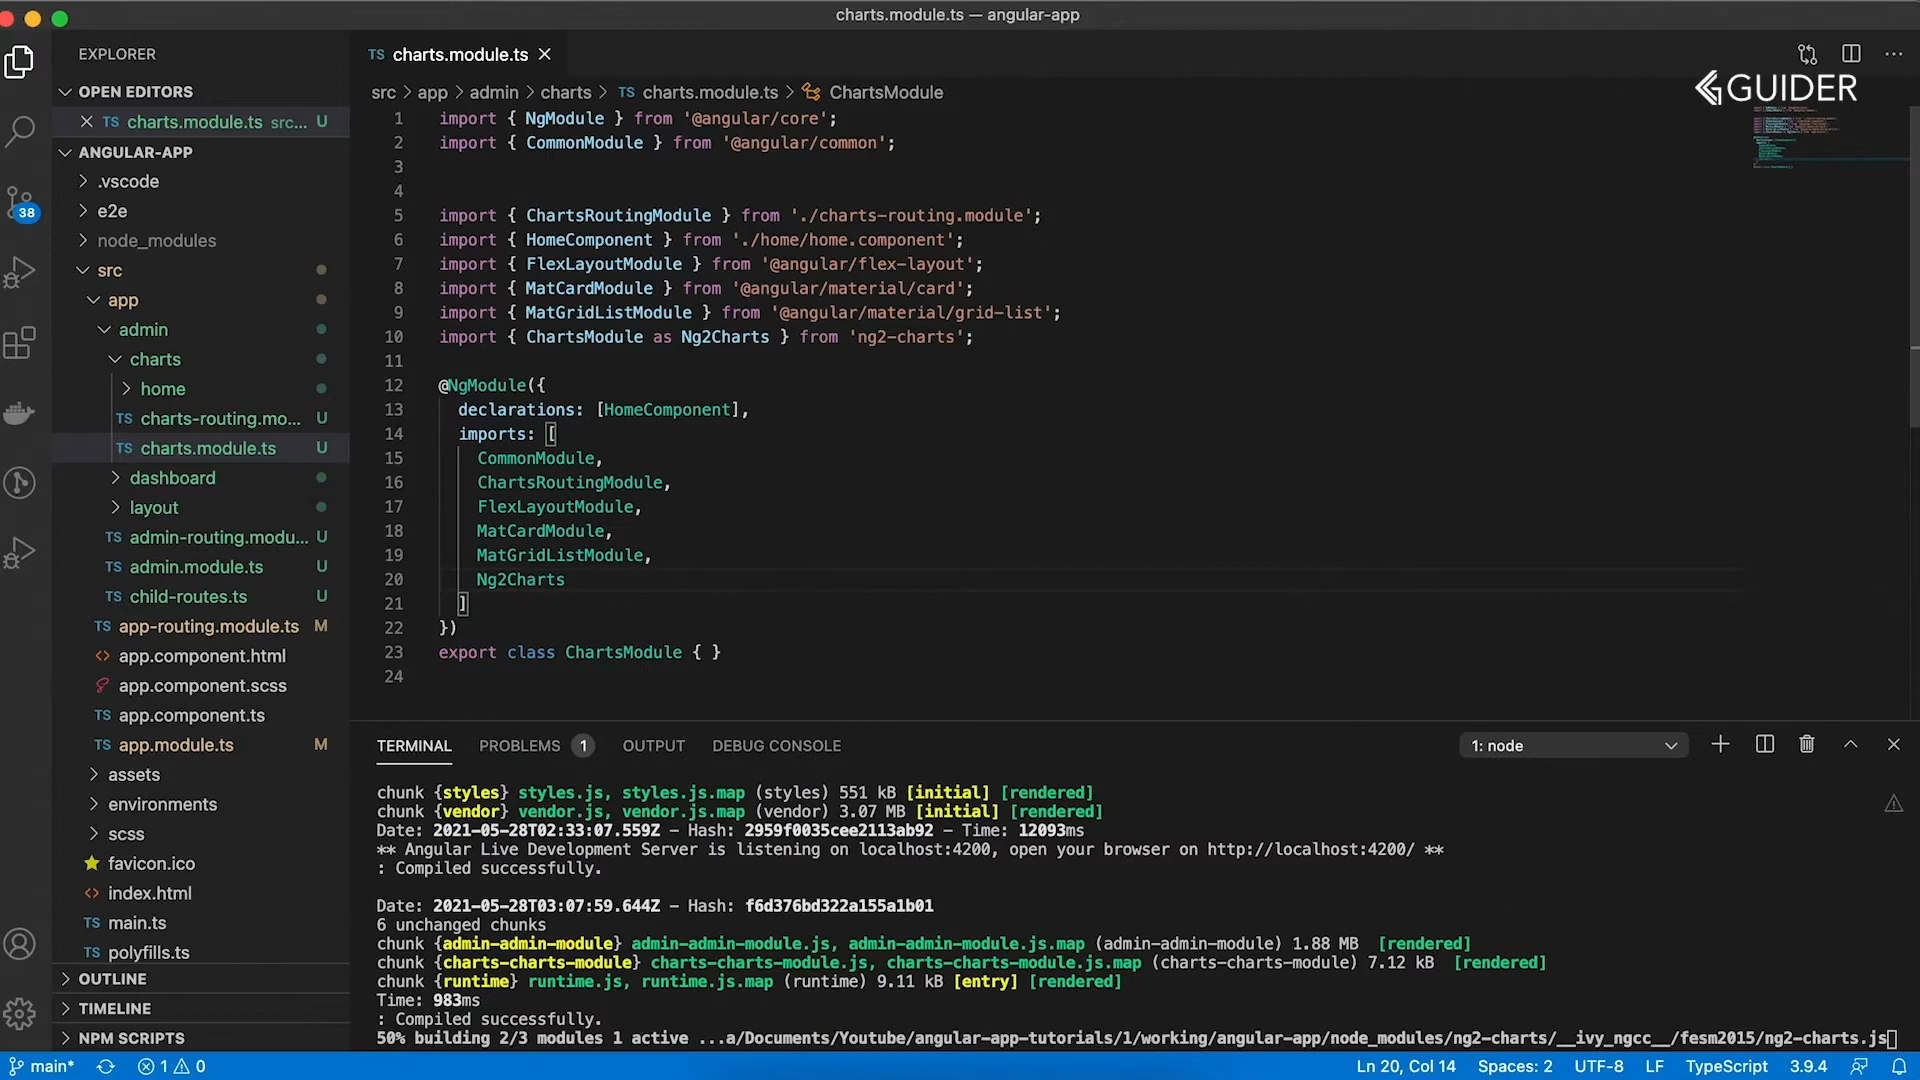 charts.module.ts — angular-app
EXPLORER
OPEN EDITORS
TS charts.module.ts src... U
ANGULAR-APP
.vscode
e2e
node_modules
src
app
admin
charts
home
TS charts-routing.mo... U
TS charts.module.ts U
dashboard
layout
TS admin-routing.modu... U
TS admin.module.ts U
TS child-routes.ts U
TS app-routing.module.ts M
app.component.html
app.component.scss
TS app.component.ts
TS app.module.ts M
assets
environments
scss
favicon.ico
index.html
TS main.ts
TS polyfills.ts
OUTLINE
TIMELINE
NPM SCRIPTS
38
TS charts.module.ts
GUIDER
src > app > admin > charts > TS charts.module.ts > ChartsModule
1 import { NgModule } from '@angular/core';
2 import { CommonModule } from '@angular/common';
3
4
5 import { ChartsRoutingModule } from './charts-routing.module';
6 import { HomeComponent } from './home/home.component';
7 import { FlexLayoutModule } from '@angular/flex-layout';
8 import { MatCardModule } from '@angular/material/card';
9 import { MatGridListModule } from '@angular/material/grid-list';
10 import { ChartsModule as Ng2Charts } from 'ng2-charts';
11
12 @NgModule({
13 declarations: [HomeComponent],
14 imports: [
15 CommonModule,
16 ChartsRoutingModule,
17 FlexLayoutModule,
18 MatCardModule,
19 MatGridListModule,
20 Ng2Charts
21 ]
22 })
23 export class ChartsModule { }
24
TERMINAL PROBLEMS 1 OUTPUT DEBUG CONSOLE 1: node
chunk {styles} styles.js, styles.js.map (styles) 551 kB [initial] [rendered]
chunk {vendor} vendor.js, vendor.js.map (vendor) 3.07 MB [initial] [rendered]
Date: 2021-05-28T02:33:07.559Z - Hash: 2959f0035cee2113ab92 - Time: 12093ms
** Angular Live Development Server is listening on localhost:4200, open your browser on http://localhost:4200/ **
: Compiled successfully.
Date: 2021-05-28T03:07:59.644Z - Hash: f6d376bd322a155a1b01
6 unchanged chunks
chunk {admin-admin-module} admin-admin-module.js, admin-admin-module.js.map (admin-admin-module) 1.88 MB [rendered]
chunk {charts-charts-module} charts-charts-module.js, charts-charts-module.js.map (charts-charts-module) 7.12 kB [rendered]
chunk {runtime} runtime.js, runtime.js.map (runtime) 9.11 kB [entry] [rendered]
Time: 983ms
: Compiled successfully.
50% building 2/3 modules 1 active ...a/Documents/Youtube/angular-app-tutorials/1/working/angular-app/node_modules/ng2-charts/__ivy_ngcc__/fesm2015/ng2-charts.js
main* 1 0 Ln 20, Col 14 Spaces: 2 UTF-8 LF TypeScript 3.9.4